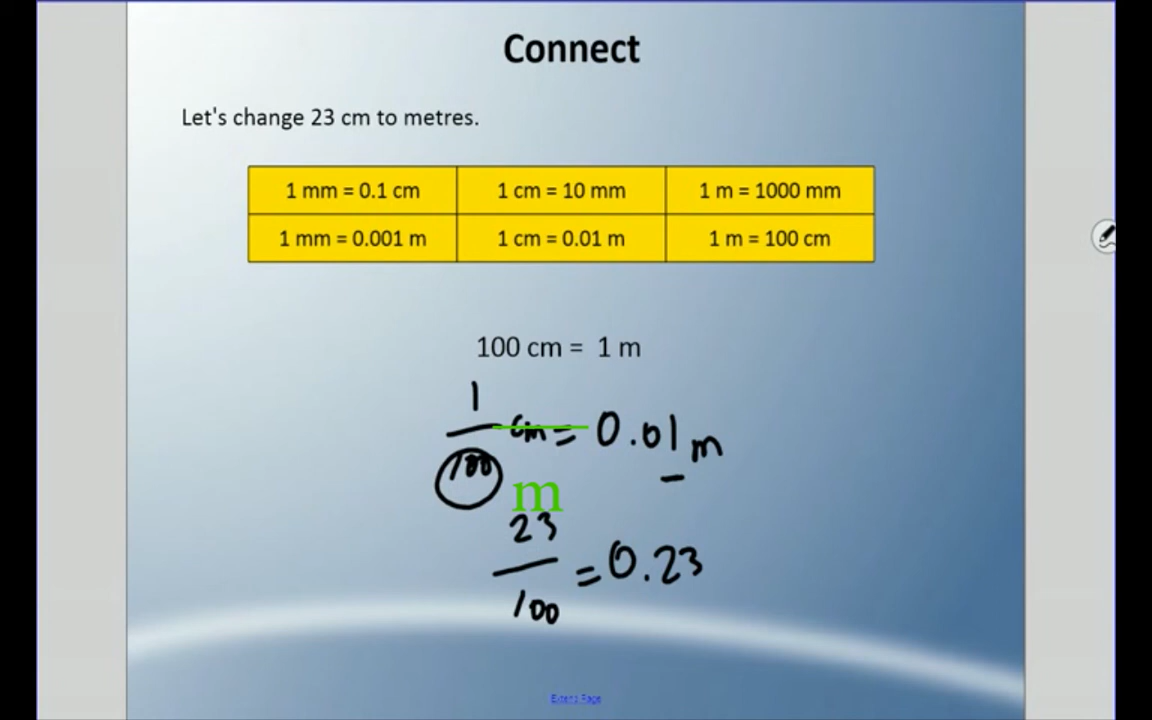 Connect
Let's change 23 cm to metres.
1 mm = 0.1 cm 1 cm = 10 mm 1 m = 1000 mm
1 mm = 0.001 m 1 cm = 0.01 m 1 m = 100 cm
100 cm = 1 m
1
cm = 0.01 m
100
m
23
= 0.23
100
Extend Page